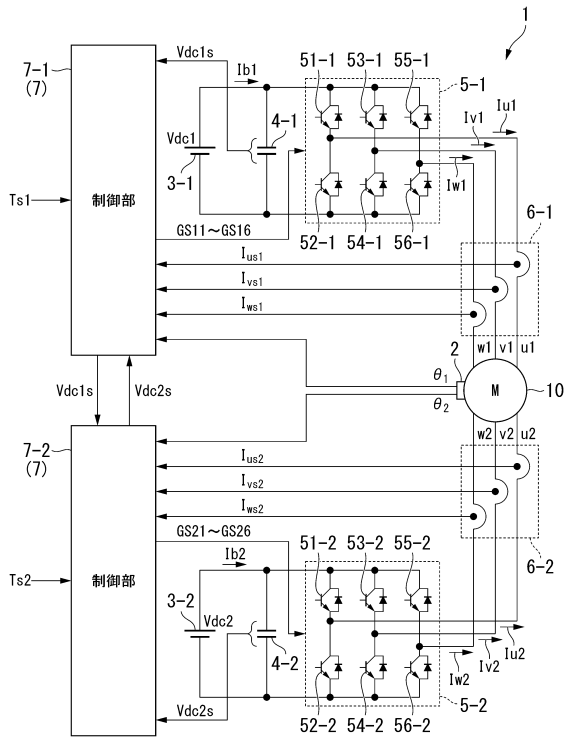 1
7-1
(7)
Vdc1s
Ib1
51-1
53-1
55-1
5-1
Iu1
Iv1
Iw1
Vdc1
4-1
3-1
Ts1
制御部
GS11～GS16
52-1
54-1
56-1
6-1
Ius1
Ivs1
Iws1
w1
v1
u1
2
θ1
θ2
M
10
Vdc1s
Vdc2s
w2
v2
u2
7-2
(7)
Ius2
Ivs2
Iws2
6-2
GS21～GS26
Ib2
51-2
53-2
55-2
Ts2
制御部
3-2
Vdc2
4-2
Iu2
Iv2
Iw2
Vdc2s
52-2
54-2
56-2
5-2